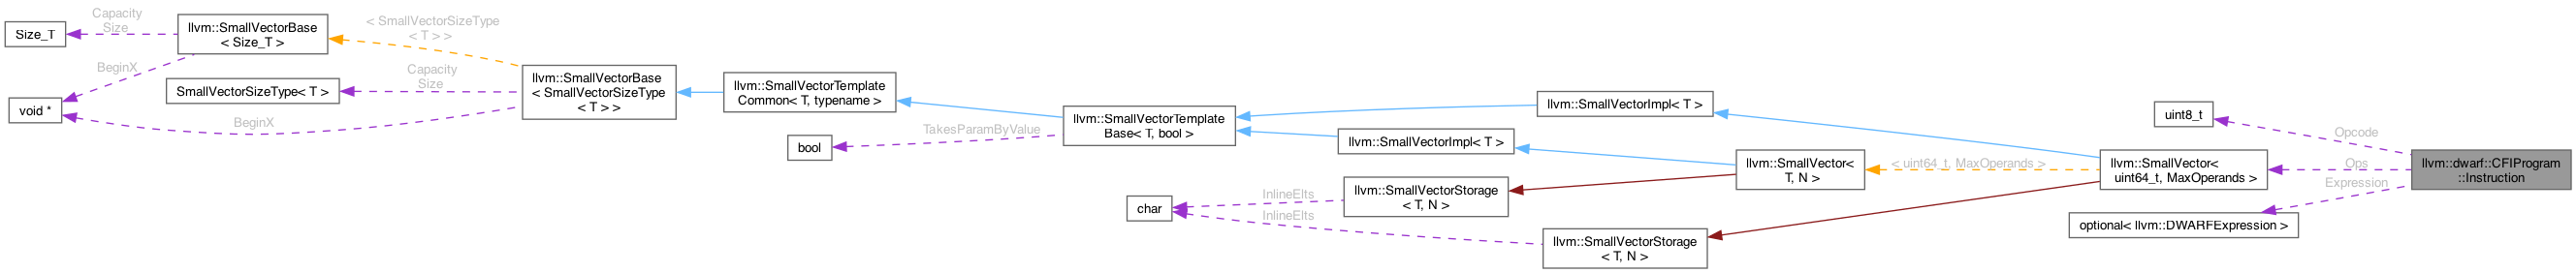 Size_T
Capacity
Size
llvm::SmallVectorBase
< Size_T >
< SmallVectorSizeType
< T > >
BeginX
SmallVectorSizeType< T >
Capacity
Size
void *
BeginX
llvm::SmallVectorBase
< SmallVectorSizeType
< T > >
llvm::SmallVectorTemplate
Common< T, typename >
bool
TakesParamByValue
llvm::SmallVectorTemplate
Base< T, bool >
llvm::SmallVectorImpl< T >
llvm::SmallVectorImpl< T >
char
InlineElts
InlineElts
llvm::SmallVectorStorage
< T, N >
llvm::SmallVectorStorage
< T, N >
llvm::SmallVector<
T, N >
< uint64_t, MaxOperands >
uint8_t
Opcode
llvm::SmallVector<
uint64_t, MaxOperands >
Ops
Expression
optional< llvm::DWARFExpression >
llvm::dwarf::CFIProgram
::Instruction